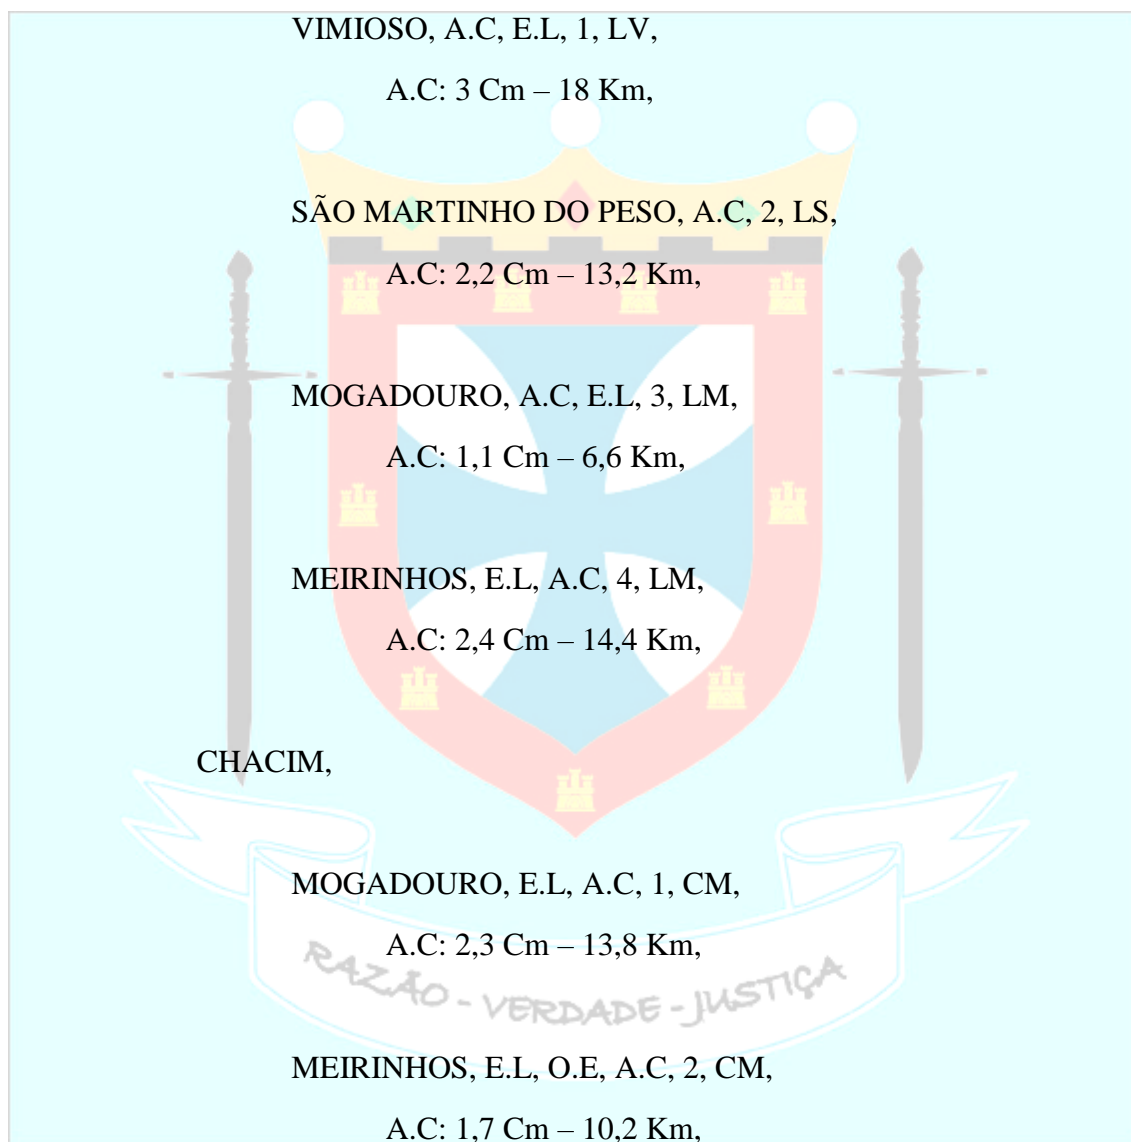 VIMIOSO, A.C, E.L, 1, LV,
A.C: 3 Cm – 18 Km,
SÃO MARTINHO DO PESO, A.C, 2, LS,
A.C: 2,2 Cm – 13,2 Km,
MOGADOURO, A.C, E.L, 3, LM,
A.C: 1,1 Cm – 6,6 Km,
MEIRINHOS, E.L, A.C, 4, LM,
A.C: 2,4 Cm – 14,4 Km,
CHACIM,
MOGADOURO, E.L, A.C, 1, CM,
A.C: 2,3 Cm – 13,8 Km,
RAZÃO - VERDADE - JUSTIÇA
MEIRINHOS, E.L, O.E, A.C, 2, CM,
A.C: 1,7 Cm – 10,2 Km,